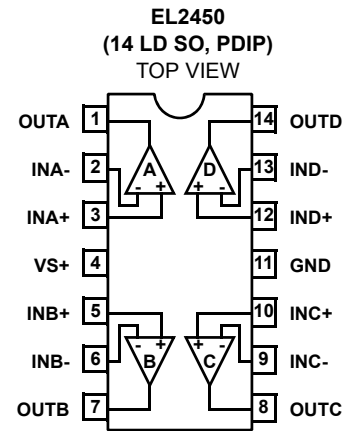 EL2450
(14 LD SO, PDIP)
TOP VIEW
OUTA 1 14 OUTD
INA- 2 A D 13 IND-
- + + -
INA+ 3 12 IND+
VS+ 4 11 GND
INB+ 5 10 INC+
- + + -
INB- 6 B C 9 INC-
OUTB 7 8 OUTC